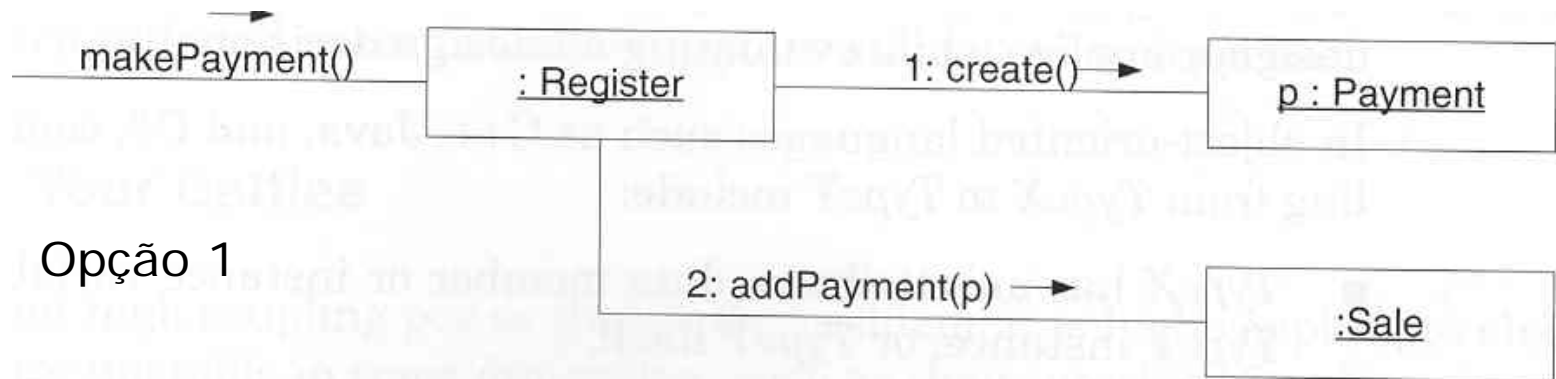 makePayment()
: Register
1: create()
p : Payment
Opção 1
2: addPayment(p)
:Sale